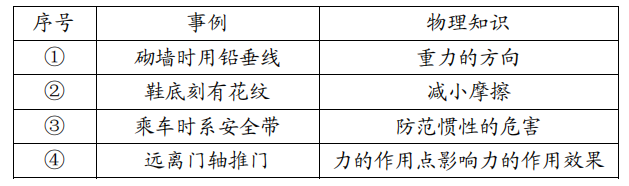 序号 事例 物理知识
① 砌墙时用铅垂线 重力的方向
② 鞋底刻有花纹 减小摩擦
③ 乘车时系安全带 防范惯性的危害
④ 远离门轴推门 力的作用点影响力的作用效果